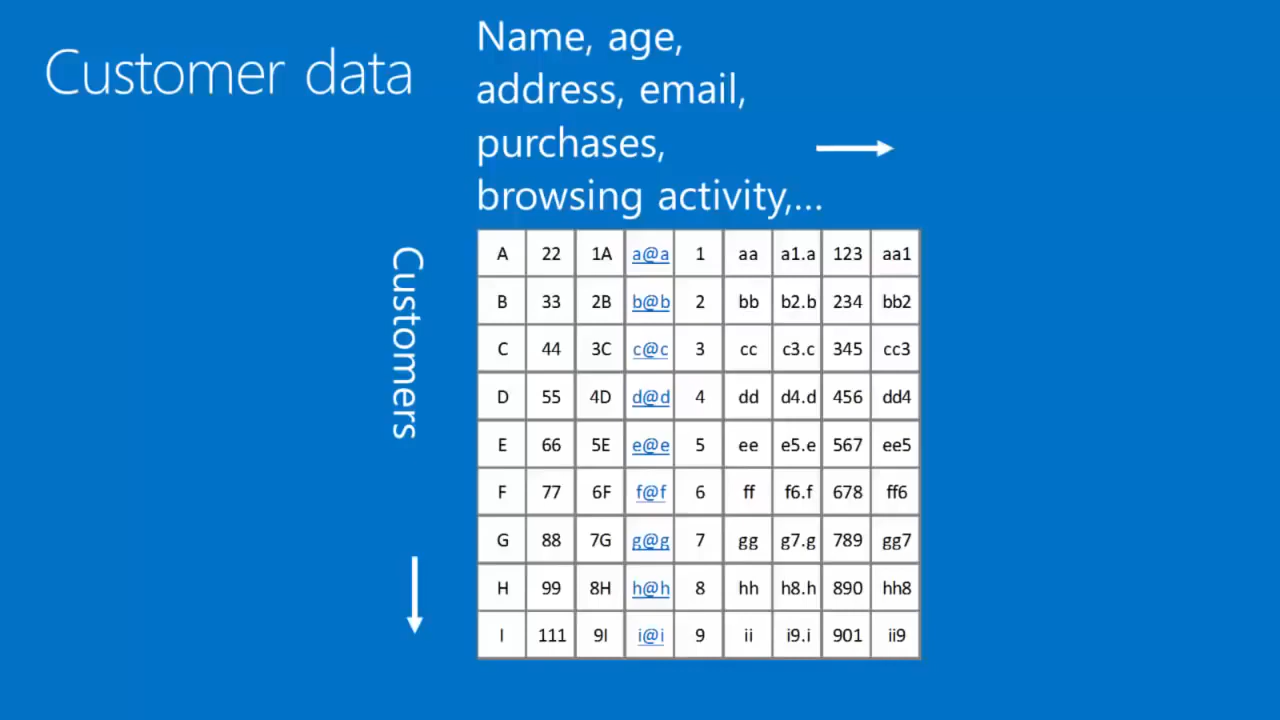 Customer data
Name, age,
address, email,
purchases,
browsing activity,...
Customers
A 22 1A a@a 1 aa a1.a 123 aa1
B 33 2B b@b 2 bb b2.b 234 bb2
C 44 3C c@c 3 cc c3.c 345 cc3
D 55 4D d@d 4 dd d4.d 456 dd4
E 66 5E e@e 5 ee e5.e 567 ee5
F 77 6F f@f 6 ff f6.f 678 ff6
G 88 7G g@g 7 gg g7.g 789 gg7
H 99 8H h@h 8 hh h8.h 890 hh8
I 111 9I i@i 9 ii i9.i 901 ii9